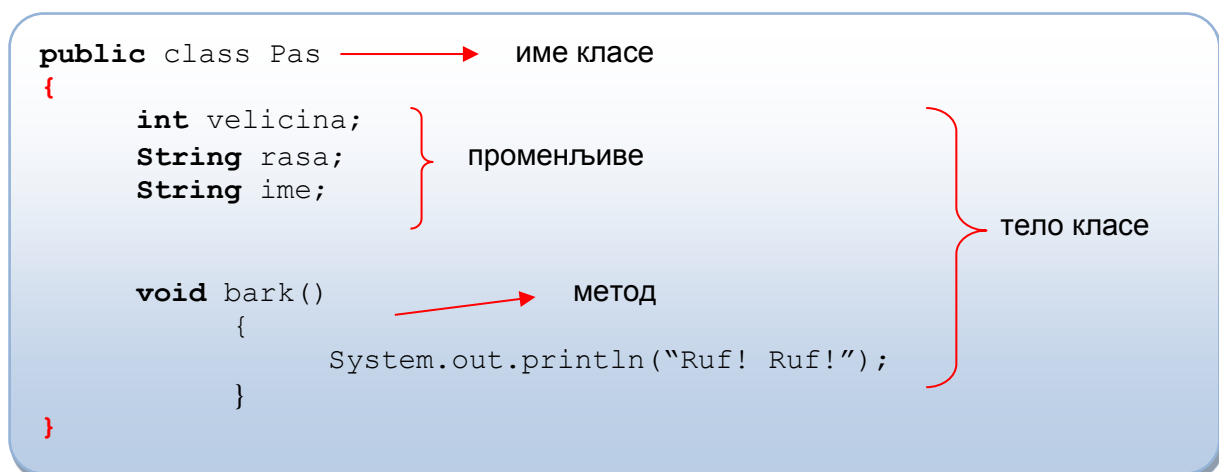 public class Pas име класе
{
int velicina;
String rasa; променљиве
String ime;
тело класе
void bark() метод
{
System.out.println(“Ruf! Ruf!”);
}
}